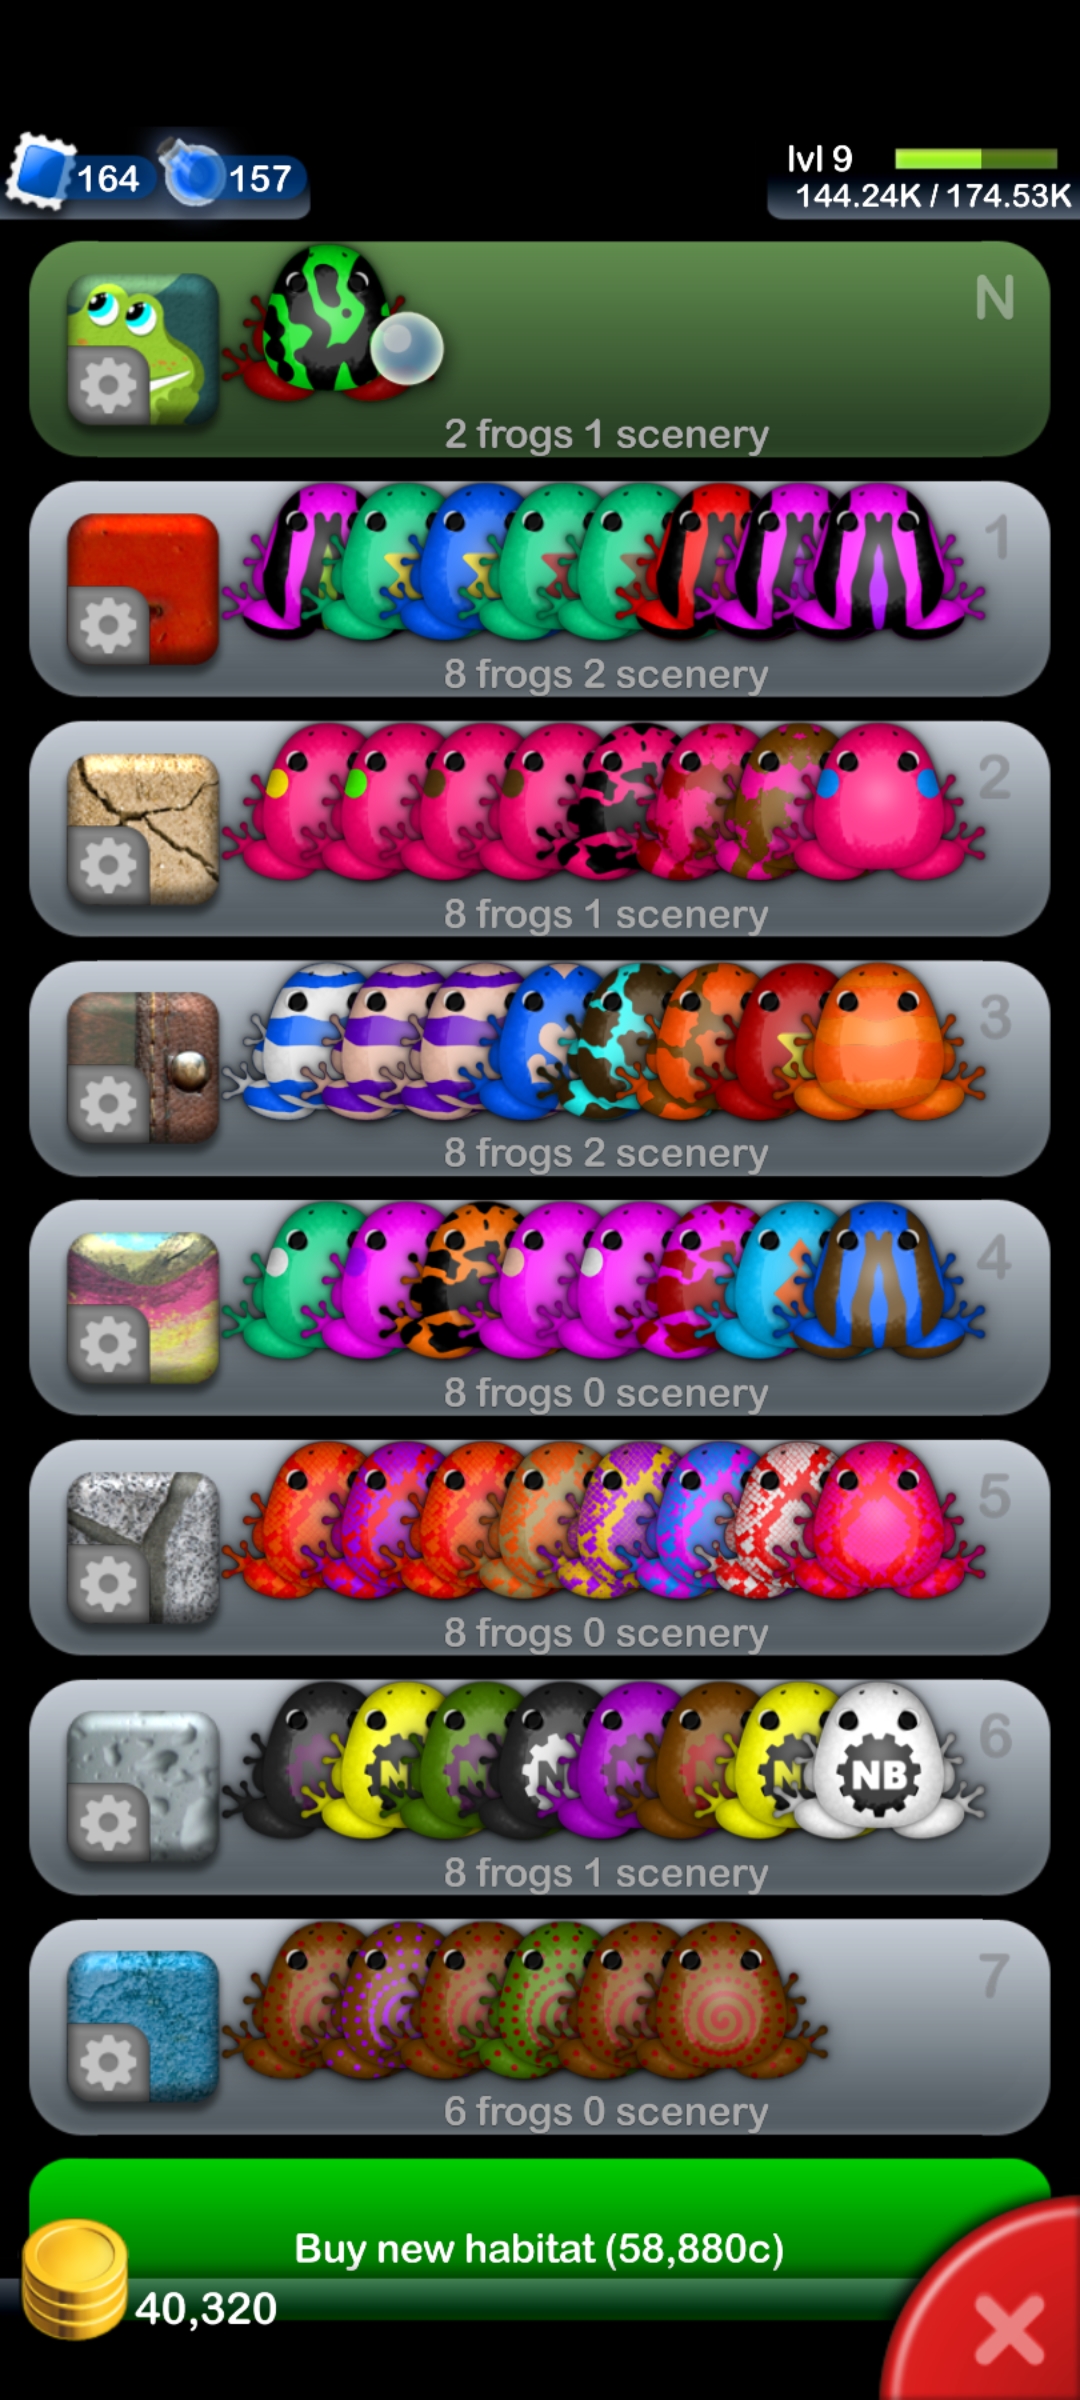 164 157
lvl 9
144.24K / 174.53K
N
2 frogs 1 scenery
1
8 frogs 2 scenery
2
8 frogs 1 scenery
3
8 frogs 2 scenery
4
8 frogs 0 scenery
5
8 frogs 0 scenery
6
N N N N N N NB
8 frogs 1 scenery
7
6 frogs 0 scenery
Buy new habitat (58,880c)
40,320